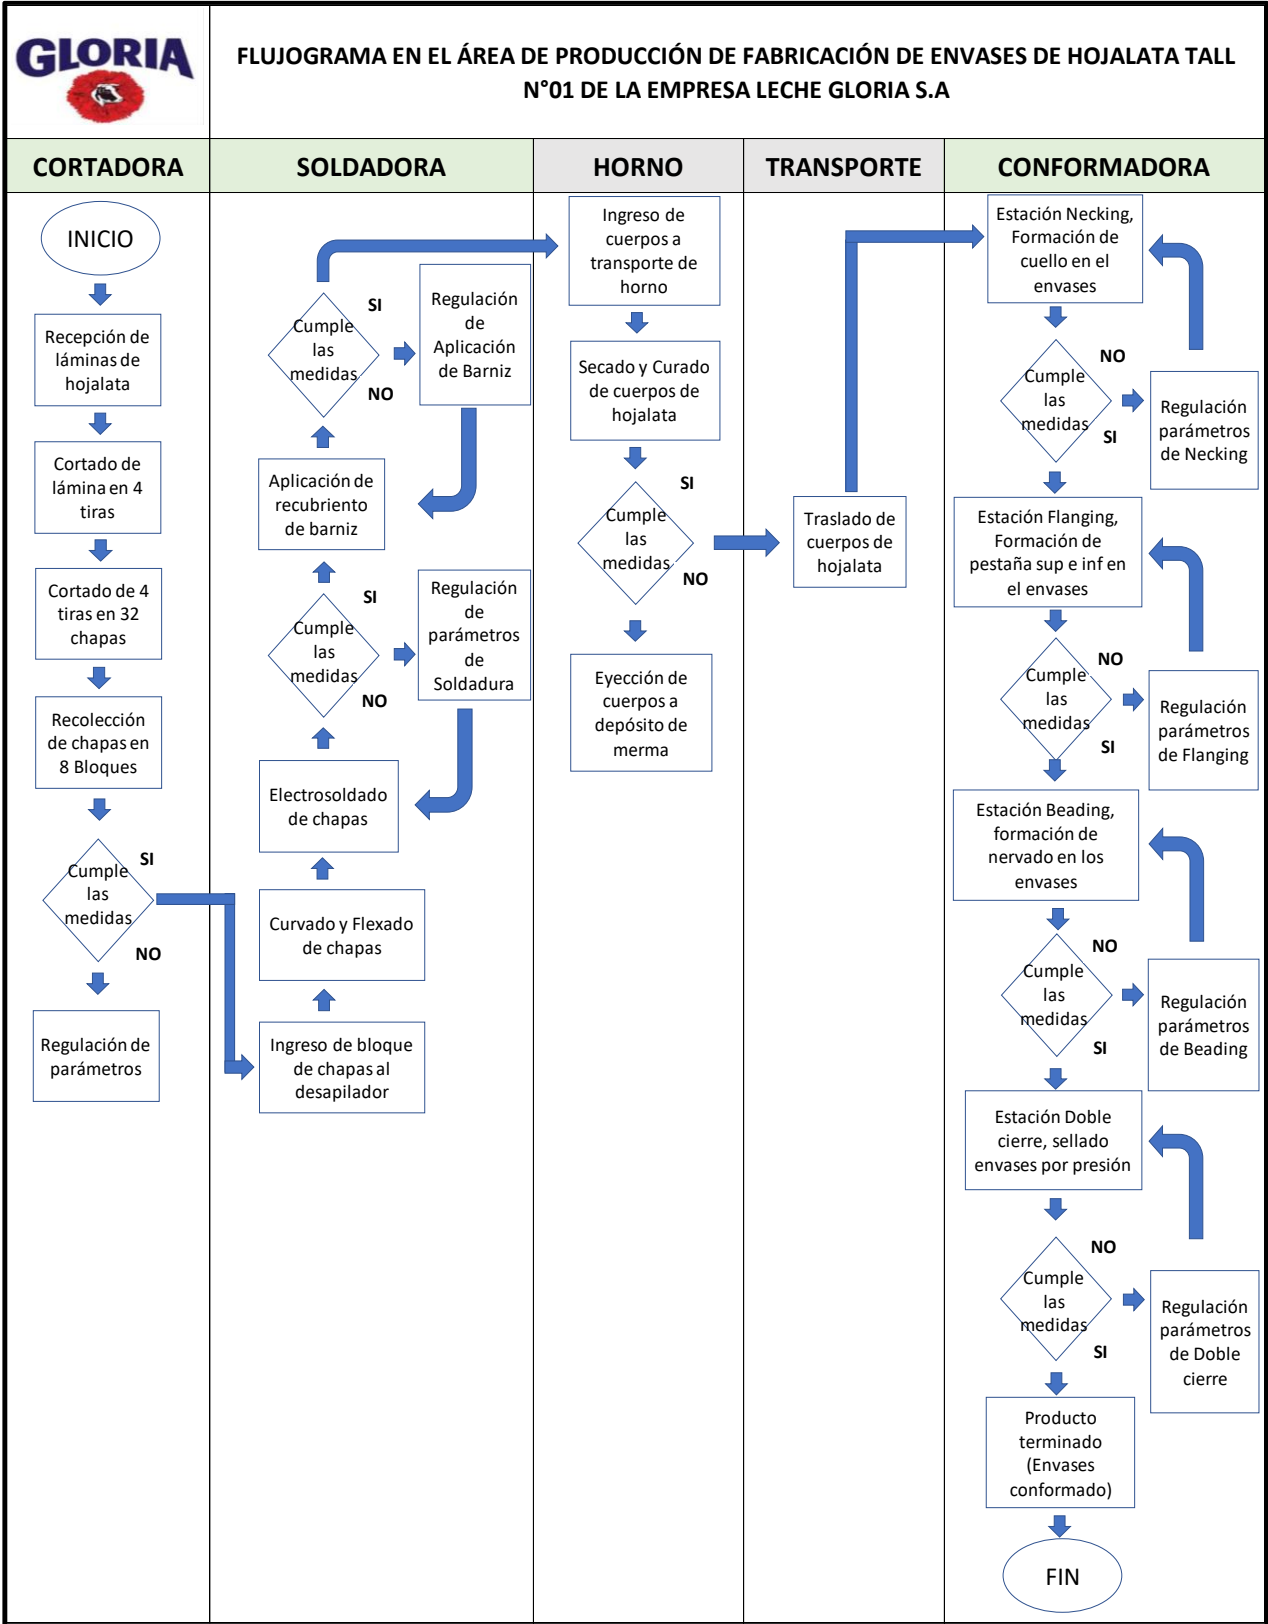 GLORIA
FLUJOGRAMA EN EL ÁREA DE PRODUCCIÓN DE FABRICACIÓN DE ENVASES DE HOJALATA TALL
N°01 DE LA EMPRESA LECHE GLORIA S.A
CORTADORA
SOLDADORA
HORNO
TRANSPORTE
CONFORMADORA
INICIO
Recepción de
láminas de
hojalata
Cortado de
lámina en 4
tiras
Cortado de 4
tiras en 32
chapas
Recolección
de chapas en
8 Bloques
Cumple
las
medidas
SI
NO
Regulación de
parámetros
Ingreso de bloque
de chapas al
desapilador
Curvado y Flexado
de chapas
Electrosoldado
de chapas
Cumple
las
medidas
SI
NO
Regulación
de
parámetros
de
Soldadura
Aplicación de
recubriento
de barniz
Cumple
las
medidas
SI
NO
Regulación
de
Aplicación
de Barniz
Ingreso de
cuerpos a
transporte de
horno
Secado y Curado
de cuerpos de
hojalata
Cumple
las
medidas
SI
NO
Eyección de
cuerpos a
depósito de
merma
Traslado de
cuerpos de
hojalata
Estación Necking,
Formación de
cuello en el
envases
Cumple
las
medidas
NO
SI
Regulación
parámetros
de Necking
Estación Flanging,
Formación de
pestaña sup e inf en
el envases
Cumple
las
medidas
NO
SI
Regulación
parámetros
de Flanging
Estación Beading,
formación de
nervado en los
envases
Cumple
las
medidas
NO
SI
Regulación
parámetros
de Beading
Estación Doble
cierre, sellado
envases por presión
Cumple
las
medidas
NO
SI
Regulación
parámetros
de Doble
cierre
Producto
terminado
(Envases
conformado)
FIN